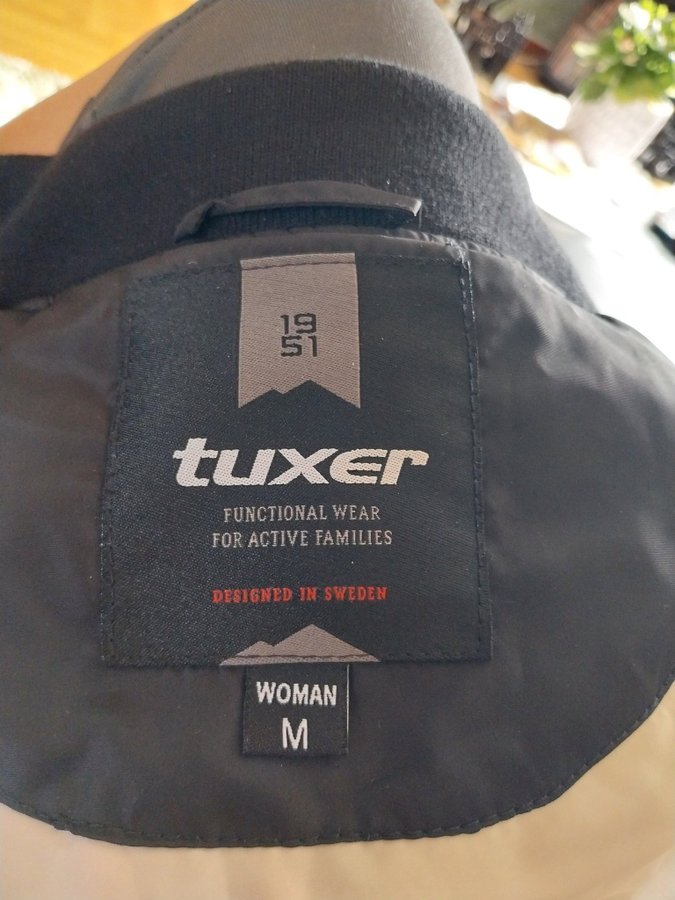 19
51
tuxer
FUNCTIONAL WEAR
FOR ACTIVE FAMILIES
DESIGNED IN SWEDEN
WOMAN
M